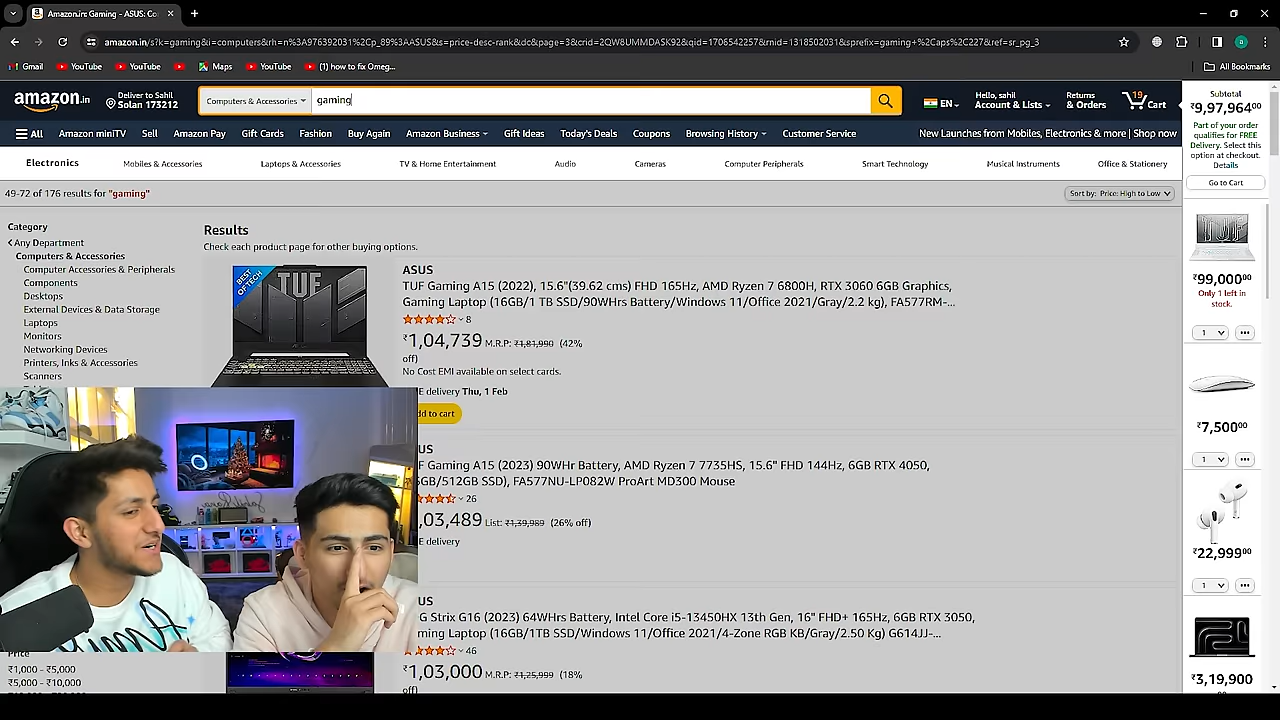 Amazon.in: Gaming - ASUS: Co
amazon.in/s?k=gaming&i=computers&rh=n%3A976392031%2Cp_89%3AASUS&s=price-desc-rank&dc&page=3&crid=2QW8UMMDASK92&qid=1706542257&rnid=1318502031&sprefix=gaming+%2Caps%2C227&ref=sr_pg_3
Gmail YouTube YouTube Maps YouTube (1) how to fix Omeg... All Bookmarks
amazon.in
Deliver to Sahil
Solan 173212
Computers & Accessories
gaming
EN
Hello, sahil
Account & Lists
Returns
& Orders
19
Cart
All Amazon miniTV Sell Amazon Pay Gift Cards Fashion Buy Again Amazon Business Gift Ideas Today's Deals Coupons Browsing History Customer Service New Launches from Mobiles, Electronics & more | Shop now
Electronics Mobiles & Accessories Laptops & Accessories TV & Home Entertainment Audio Cameras Computer Peripherals Smart Technology Musical Instruments Office & Stationery
49-72 of 176 results for "gaming"
Sort by: Price: High to Low
Category
Any Department
Computers & Accessories
Computer Accessories & Peripherals
Components
Desktops
External Devices & Data Storage
Laptops
Monitors
Networking Devices
Printers, Inks & Accessories
Scanners
Price
₹1,000 - ₹5,000
₹5,000 - ₹10,000
Results
Check each product page for other buying options.
BEST OF TECH
TUF
ASUS
TUF Gaming A15 (2022), 15.6"(39.62 cms) FHD 165Hz, AMD Ryzen 7 6800H, RTX 3060 6GB Graphics,
Gaming Laptop (16GB/1 TB SSD/90WHrs Battery/Windows 11/Office 2021/Gray/2.2 kg), FA577RM-...
8
₹1,04,739 M.R.P: ₹1,81,990 (42%
off)
No Cost EMI available on select cards.
E delivery Thu, 1 Feb
dd to cart
US
F Gaming A15 (2023) 90WHr Battery, AMD Ryzen 7 7735HS, 15.6" FHD 144Hz, 6GB RTX 4050,
6GB/512GB SSD), FA577NU-LP082W ProArt MD300 Mouse
26
,03,489 List: ₹1,39,989 (26% off)
E delivery
US
G Strix G16 (2023) 64WHrs Battery, Intel Core i5-13450HX 13th Gen, 16" FHD+ 165Hz, 6GB RTX 3050,
ming Laptop (16GB/1TB SSD/Windows 11/Office 2021/4-Zone RGB KB/Gray/2.50 Kg) G614JJ-...
46
₹1,03,000 M.R.P: ₹1,25,999 (18%
off)
Subtotal
₹9,97,964.00
Part of your order
qualifies for FREE
Delivery. Select this
option at checkout.
Details
Go to Cart
TUF
₹99,000.00
Only 1 left in
stock.
1
₹7,500.00
1
₹22,999.00
1
₹3,19,900